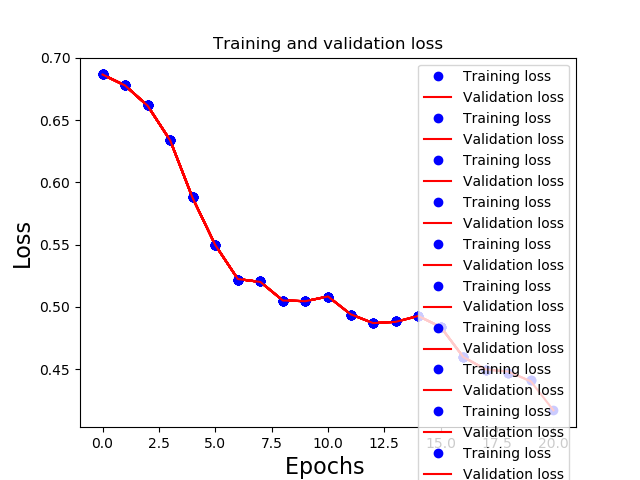 Training and validation loss
0.70
0.65
0.60
0.55
0.50
0.45
Loss
Training loss
Validation loss
Training loss
Validation loss
Training loss
Validation loss
Training loss
Validation loss
Training loss
Validation loss
Training loss
Validation loss
Training loss
Validation loss
Training loss
Validation loss
Training loss
Validation loss
Training loss
Validation loss
0.0 2.5 5.0 7.5 10.0 12.5 15.0 17.5 20.0
Epochs